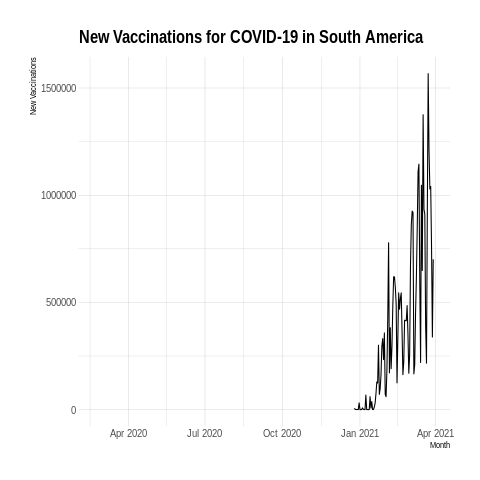 New Vaccinations for COVID-19 in South America
New Vaccinations
1500000
1000000
500000
0
Apr 2020 Jul 2020 Oct 2020 Jan 2021 Apr 2021
Month